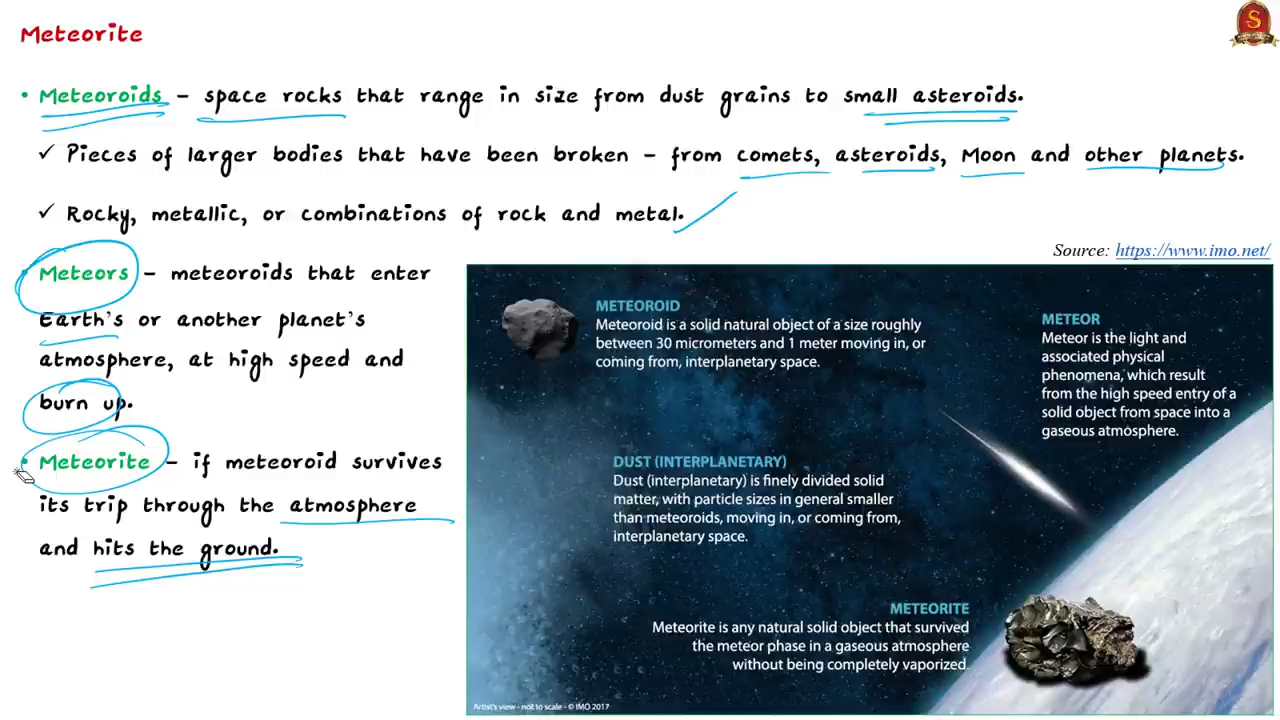 Meteorite
• Meteoroids – space rocks that range in size from dust grains to small asteroids.
✓ Pieces of larger bodies that have been broken – from comets, asteroids, Moon and other planets.
✓ Rocky, metallic, or combinations of rock and metal.
• Meteors – meteoroids that enter
Earth's or another planet's
atmosphere, at high speed and
burn up.
• Meteorite – if meteoroid survives
its trip through the atmosphere
and hits the ground.
Source: https://www.imo.net/
METEOROID
Meteoroid is a solid natural object of a size roughly
between 30 micrometers and 1 meter moving in, or
coming from, interplanetary space.
METEOR
Meteor is the light and
associated physical
phenomena, which result
from the high speed entry of a
solid object from space into a
gaseous atmosphere.
DUST (INTERPLANETARY)
Dust (interplanetary) is finely divided solid
matter, with particle sizes in general smaller
than meteoroids, moving in, or coming from,
interplanetary space.
METEORITE
Meteorite is any natural solid object that survived
the meteor phase in a gaseous atmosphere
without being completely vaporized.
Artist's view - not to scale - © IMO 2017